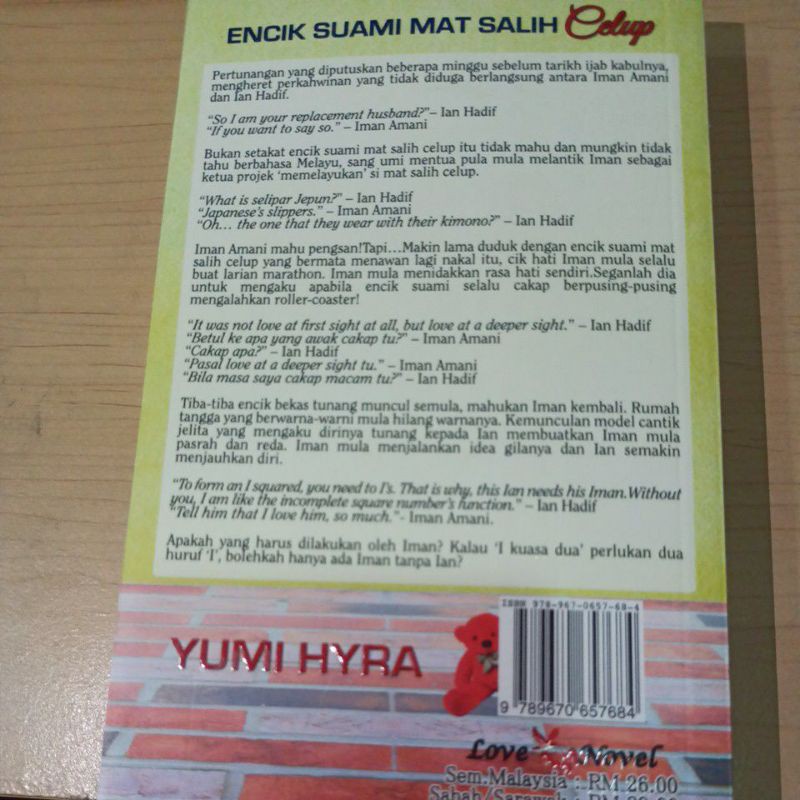 ENCIK SUAMI MAT SALIH Celup
Pertunangan yang diputuskan beberapa minggu sebelum tarikh ijab kabulnya,
mengheret perkahwinan yang tidak diduga berlangsung antara Iman Amani
dan Ian Hadif.
“So I am your replacement husband?”– Ian Hadif
“If you want to say so.” – Iman Amani
Bukan setakat encik suami mat salih celup itu tidak mahu dan mungkin tidak
tahu berbahasa Melayu, sang umi mentua pula mula melantik Iman sebagai
ketua projek ‘memelayukan’ si mat salih celup.
“What is selipar Jepun?” – Ian Hadif
“Japanese's slippers.” – Iman Amani
“Oh... the one that they wear with their kimono?” – Ian Hadif
Iman Amani mahu pengsan!Tapi...Makin lama duduk dengan encik suami mat
salih celup yang bermata menawan lagi nakal itu, cik hati Iman mula selalu
buat larian marathon. Iman mula menidakkan rasa hati sendiri.Seganlah dia
untuk mengaku apabila encik suami selalu cakap berpusing-pusing
mengalahkan roller-coaster!
“It was not love at first sight at all, but love at a deeper sight.” – Ian Hadif
“Betul ke apa yang awak cakap tu?” – Iman Amani
“Cakap apa?” – Ian Hadif
“Pasal love at a deeper sight tu.” – Iman Amani
“Bila masa saya cakap macam tu?” – Ian Hadif
Tiba-tiba encik bekas tunang muncul semula, mahukan Iman kembali. Rumah
tangga yang berwarna-warni mula hilang warnanya. Kemunculan model cantik
jelita yang mengaku dirinya tunang kepada Ian membuatkan Iman mula
pasrah dan reda. Iman mula menjalankan idea gilanya dan Ian semakin
menjauhkan diri.
“To form an I squared, you need to I's. That is why, this Ian needs his Iman.Without
you, I am like the incomplete square number's function.” – Ian Hadif
“Tell him that I love him, so much.”- Iman Amani.
Apakah yang harus dilakukan oleh Iman? Kalau ‘I kuasa dua’ perlukan dua
huruf ‘I’, bolehkah hanya ada Iman tanpa Ian?
ISBN 978-967-0657-68-4
YUMI HYRA
9 789670 657684
Love Novel
Sem.Malaysia : RM 26.00
Sabah/Sarawak : RM 29.00